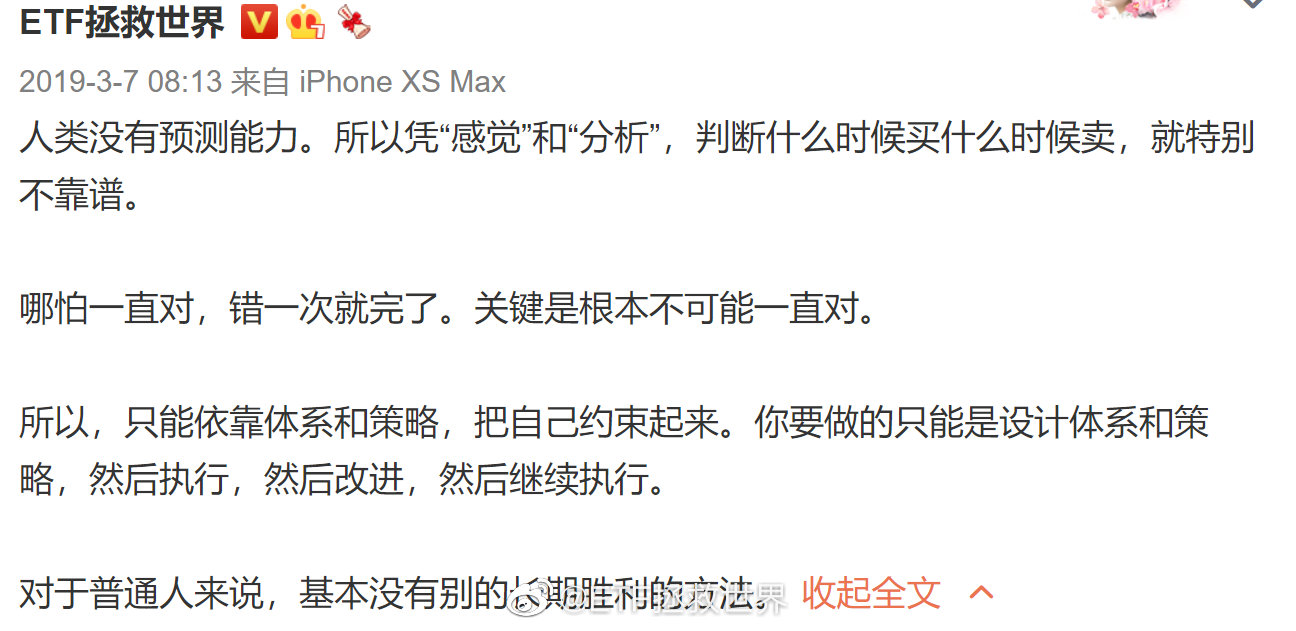 ETF拯救世界
2019-3-7 08:13 来自 iPhone XS Max
人类没有预测能力。所以凭“感觉”和“分析”，判断什么时候买什么时候卖，就特别
不靠谱。
哪怕一直对，错一次就完了。关键是根本不可能一直对。
所以，只能依靠体系和策略，把自己约束起来。你要做的只能是设计体系和策
略，然后执行，然后改进，然后继续执行。
对于普通人来说，基本没有别的长期胜利的方法。 收起全文
@ETF拯救世界